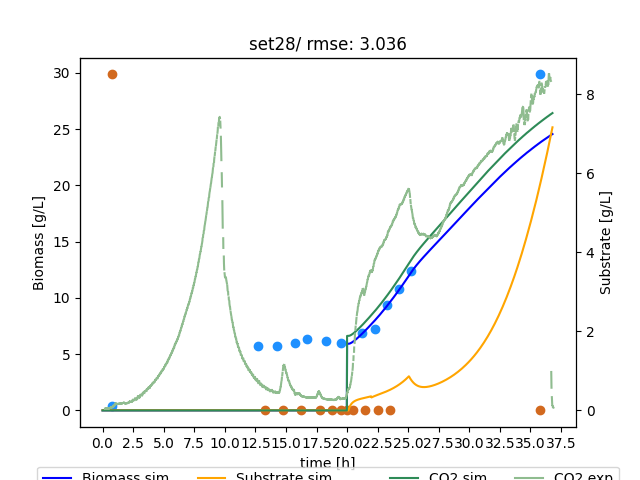 set28/ rmse: 3.036
30
25
20
15
10
5
0
Biomass [g/L]
8
6
4
2
0
Substrate [g/L]
0.0 2.5 5.0 7.5 10.0 12.5 15.0 17.5 20.0 22.5 25.0 27.5 30.0 32.5 35.0 37.5
time [h]
Biomass sim Substrate sim CO2 sim CO2 exp